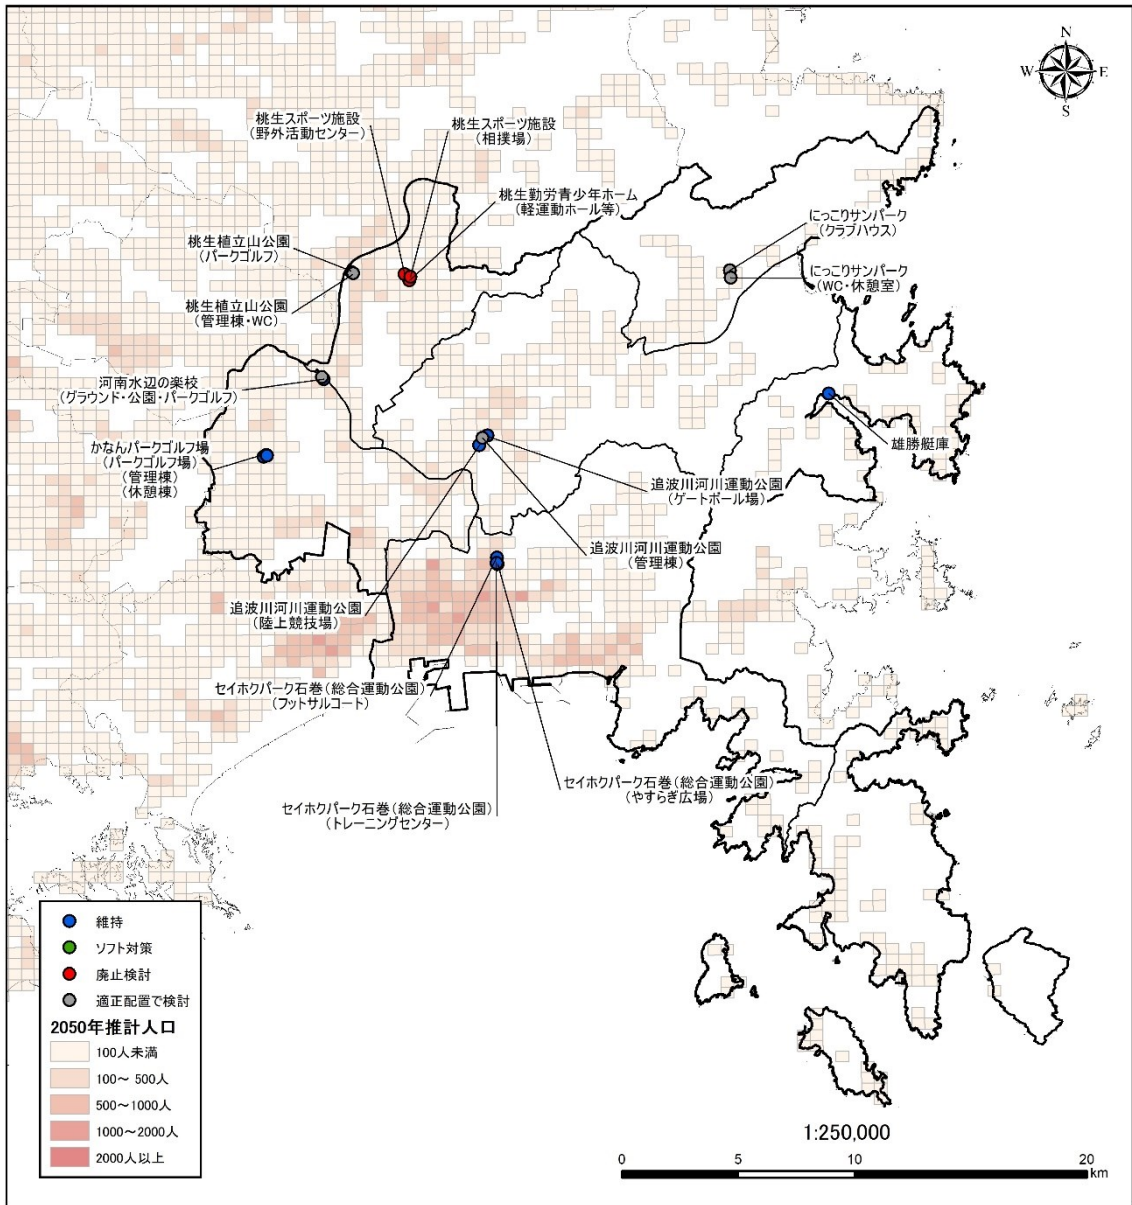 N
W E
S
桃生スポーツ施設
(野外活動センター)
桃生スポーツ施設
(相撲場)
桃生勤労青少年ホーム
(軽運動ホール等)
にっこりサンパーク
(クラブハウス)
桃生植立山公園
(パークゴルフ)
にっこりサンパーク
(WC・休憩室)
桃生植立山公園
(管理棟・WC)
河南水辺の楽校
(グラウンド・公園・パークゴルフ)
かなんパークゴルフ場
(パークゴルフ場)
(管理棟)
(休憩棟)
雄勝艇庫
追波川河川運動公園
(ゲートボール場)
追波川河川運動公園
(管理棟)
追波川河川運動公園
(陸上競技場)
セイホクパーク石巻(総合運動公園)
(フットサルコート)
セイホクパーク石巻(総合運動公園)
(やすらぎ広場)
セイホクパーク石巻(総合運動公園)
(トレーニングセンター)
維持
ソフト対策
廃止検討
適正配置で検討
2050年推計人口
100人未満
100~ 500人
500~1000人
1000~2000人
2000人以上
1:250,000
0 5 10 20
km